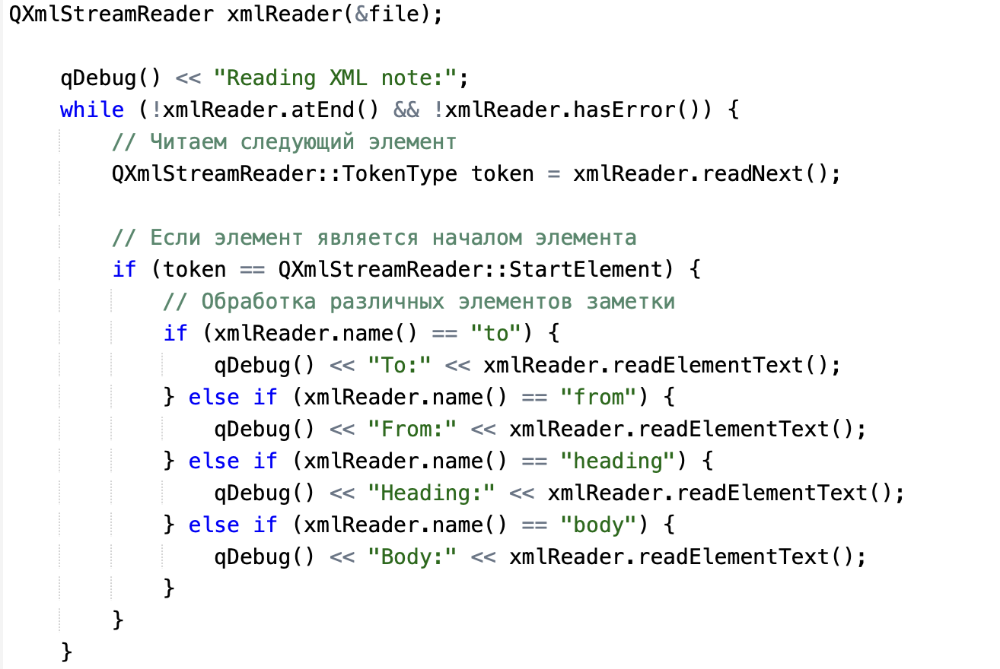 QXmlStreamReader xmlReader(&file);

    qDebug() << "Reading XML note:";
    while (!xmlReader.atEnd() && !xmlReader.hasError()) {
        // Читаем следующий элемент
        QXmlStreamReader::TokenType token = xmlReader.readNext();

        // Если элемент является началом элемента
        if (token == QXmlStreamReader::StartElement) {
            // Обработка различных элементов заметки
            if (xmlReader.name() == "to") {
                qDebug() << "To:" << xmlReader.readElementText();
            } else if (xmlReader.name() == "from") {
                qDebug() << "From:" << xmlReader.readElementText();
            } else if (xmlReader.name() == "heading") {
                qDebug() << "Heading:" << xmlReader.readElementText();
            } else if (xmlReader.name() == "body") {
                qDebug() << "Body:" << xmlReader.readElementText();
            }
        }
    }